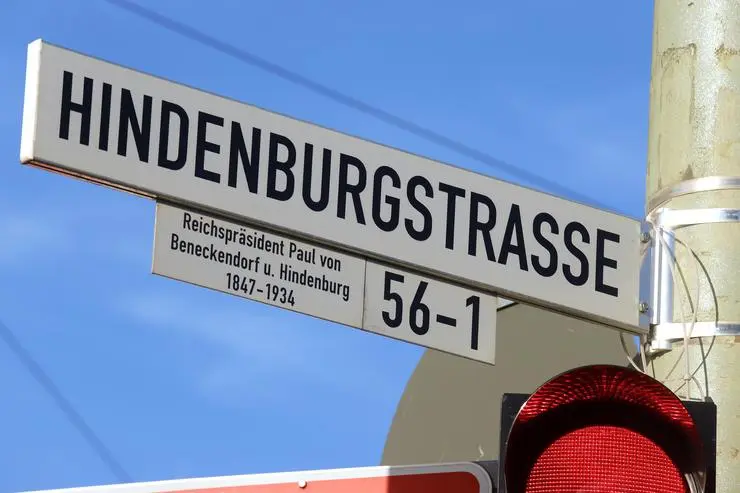 HINDENBURGSTRASSE
Reichspräsident Paul von
Beneckendorf u. Hindenburg
1847-1934
56-1